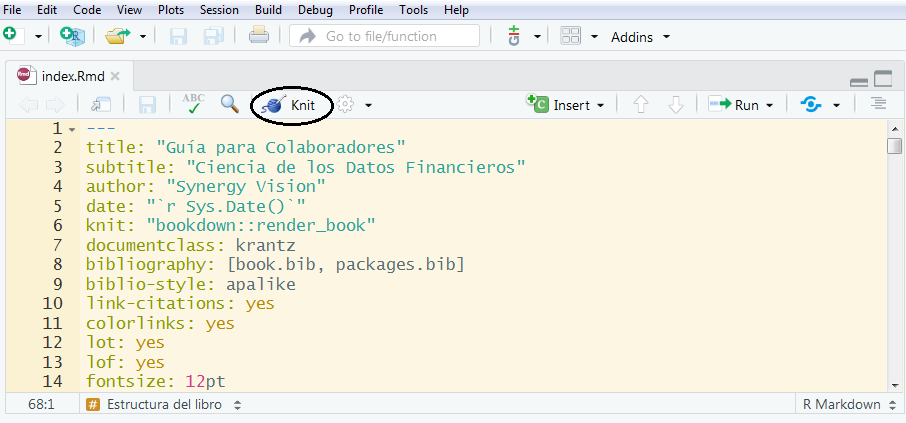 File Edit Code View Plots Session Build Debug Profile Tools Help
Go to file/function Addins
index.Rmd
ABC Knit Insert Run
1 ---
2 title: "Guía para Colaboradores"
3 subtitle: "Ciencia de los Datos Financieros"
4 author: "Synergy Vision"
5 date: "`r Sys.Date()`"
6 knit: "bookdown::render_book"
7 documentclass: krantz
8 bibliography: [book.bib, packages.bib]
9 biblio-style: apalike
10 link-citations: yes
11 colorlinks: yes
12 lot: yes
13 lof: yes
14 fontsize: 12pt
68:1 # Estructura del libro R Markdown